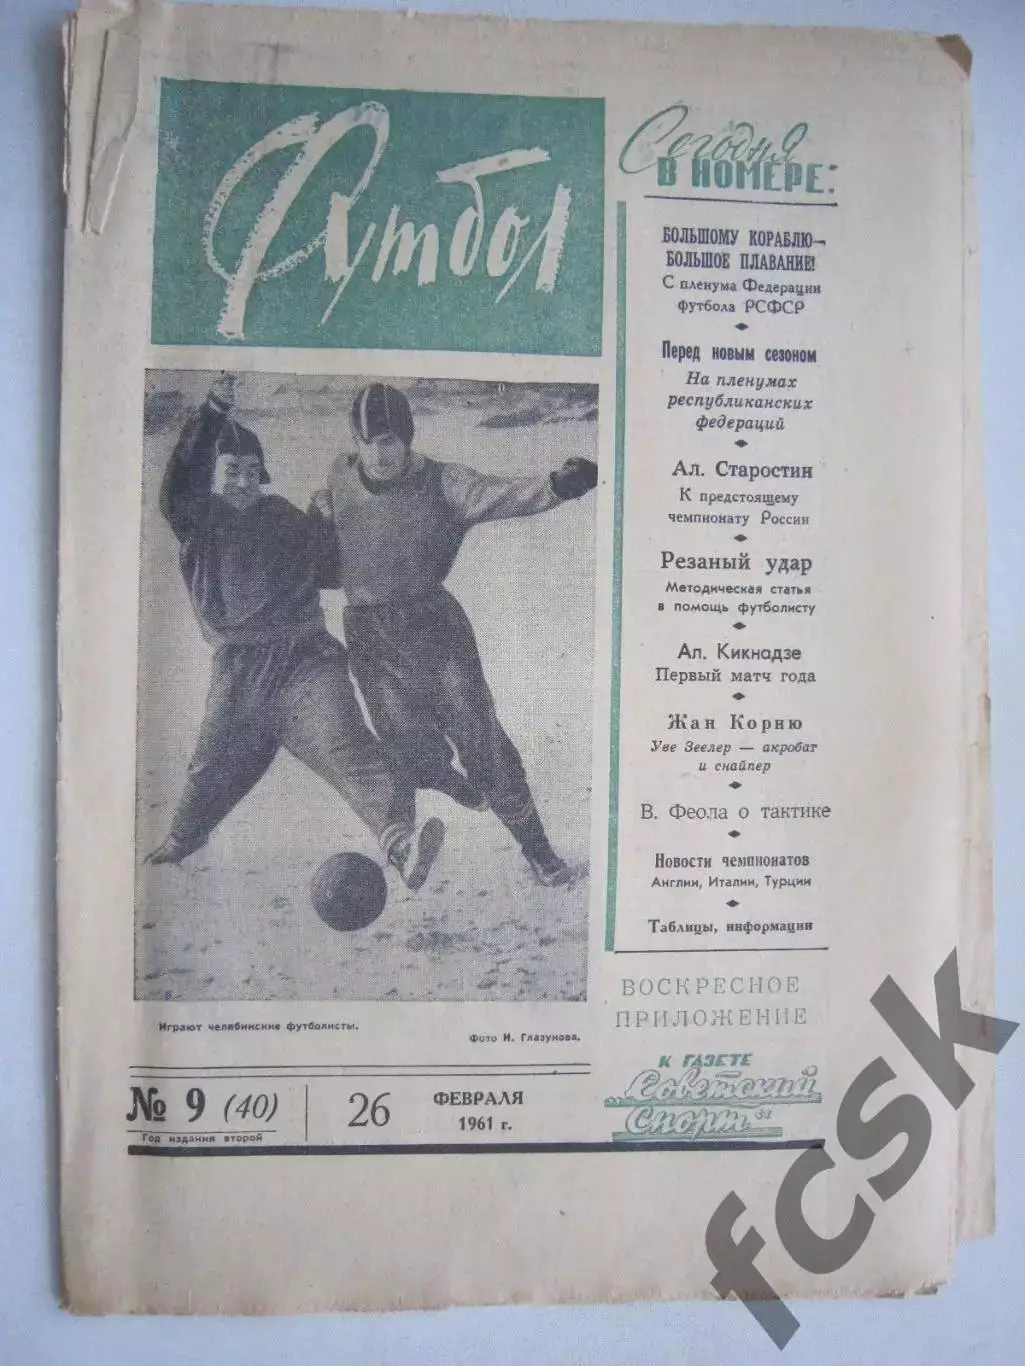 Футбол
Сегодня
В НОМЕРЕ:
БОЛЬШОМУ КОРАБЛЮ—
БОЛЬШОЕ ПЛАВАНИЕ!
С пленума Федерации
футбола РСФСР
Перед новым сезоном
На пленумах
республиканских
федераций
Ал. Старостин
К предстоящему
чемпионату России
Резаный удар
Методическая статья
в помощь футболисту
Ал. Кикнадзе
Первый матч года
Жан Корню
Уве Зеелер — акробат
и снайпер
В. Феола о тактике
Новости чемпионатов
Англии, Италии, Турции
Таблицы, информации
Играют челябинские футболисты.
Фото И. Глазунова.
ВОСКРЕСНОЕ
ПРИЛОЖЕНИЕ
К ГАЗЕТЕ
„Советский
Спорт“
№ 9 (40)
Год издания второй
26
ФЕВРАЛЯ
1961 г.
fcsk